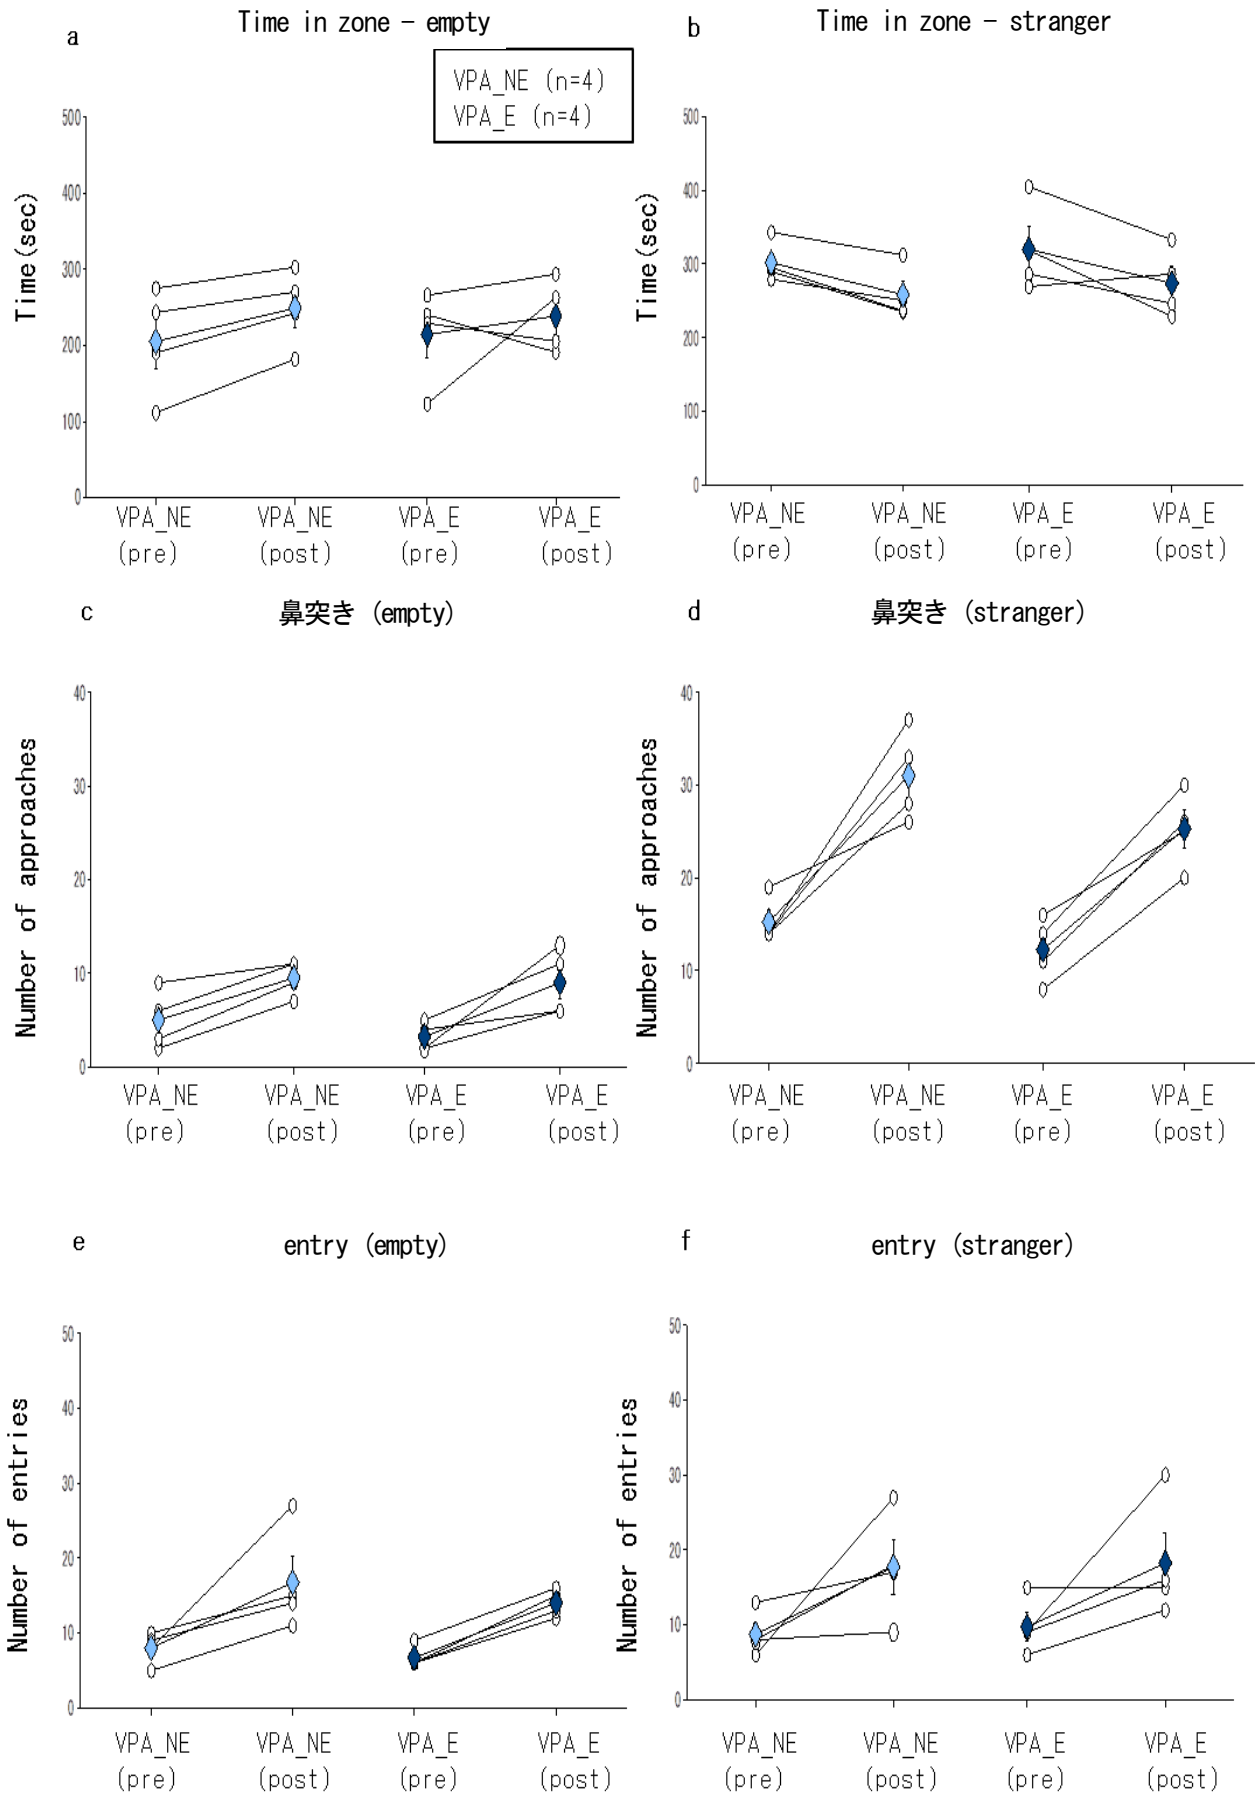 a
Time in zone – empty
VPA_NE (n=4)
VPA_E (n=4)
Time(sec)
500
400
300
200
100
0
VPA_NE
(pre)
VPA_NE
(post)
VPA_E
(pre)
VPA_E
(post)
b
Time in zone – stranger
Time(sec)
500
400
300
200
100
0
VPA_NE
(pre)
VPA_NE
(post)
VPA_E
(pre)
VPA_E
(post)
c
鼻突き (empty)
Number of approaches
40
30
20
10
0
VPA_NE
(pre)
VPA_NE
(post)
VPA_E
(pre)
VPA_E
(post)
d
鼻突き (stranger)
Number of approaches
40
30
20
10
0
VPA_NE
(pre)
VPA_NE
(post)
VPA_E
(pre)
VPA_E
(post)
e
entry (empty)
Number of entries
50
40
30
20
10
0
VPA_NE
(pre)
VPA_NE
(post)
VPA_E
(pre)
VPA_E
(post)
f
entry (stranger)
Number of entries
50
40
30
20
10
0
VPA_NE
(pre)
VPA_NE
(post)
VPA_E
(pre)
VPA_E
(post)